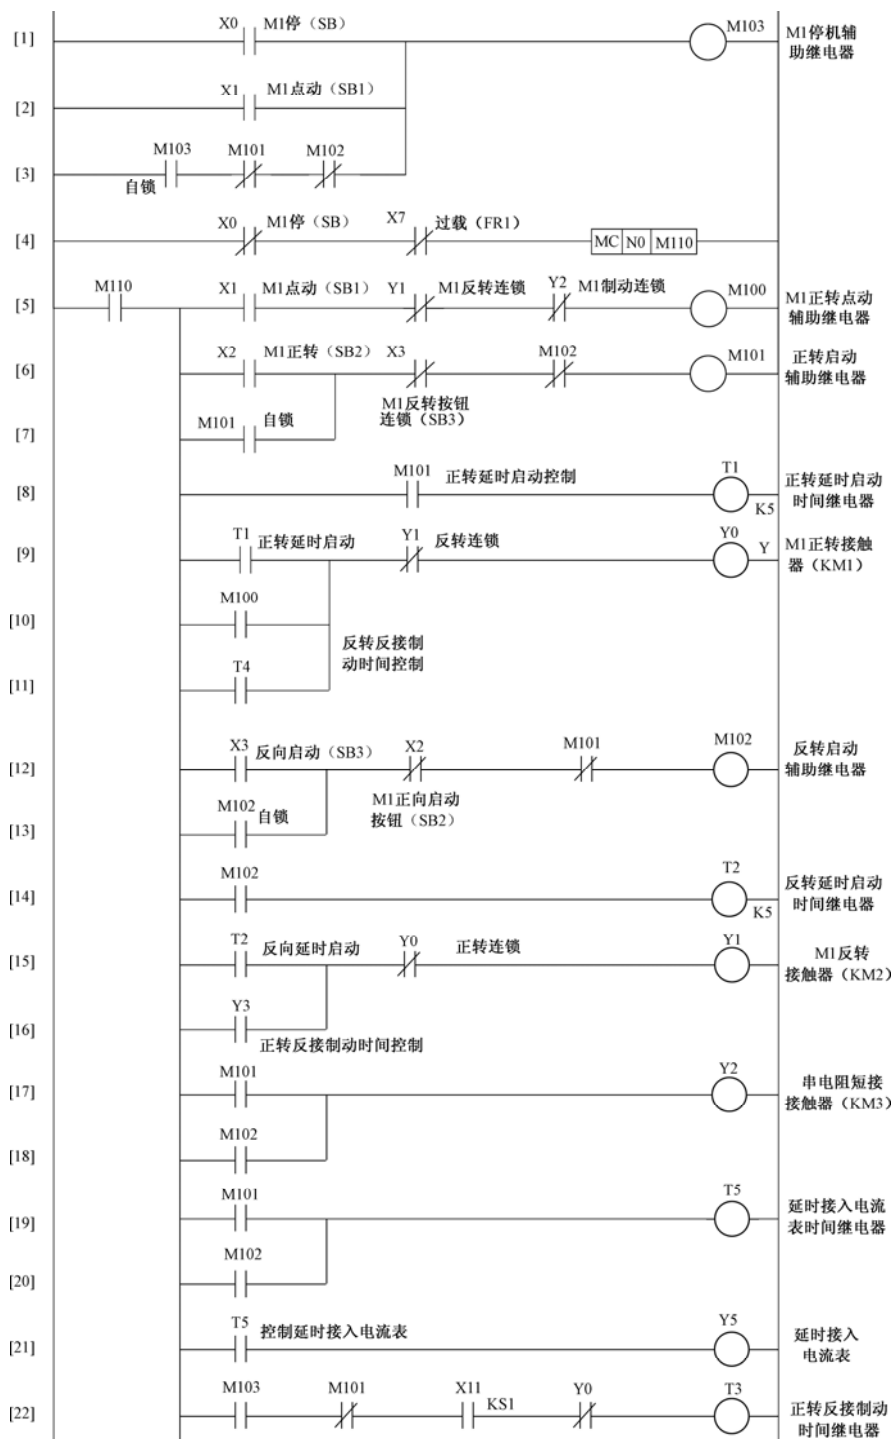 X0 M1停（SB） M103
[1] M1停机辅
助继电器
X1 M1点动（SB1）
[2]
M103 M101 M102
[3]
自锁
X0 M1停（SB） X7 过载（FR1）
[4] MC N0 M110
M110 X1 M1点动（SB1） Y1 M1反转连锁 Y2 M1制动连锁 M100
[5] M1正转点动
辅助继电器
X2 M1正转（SB2） X3 M102 M101 正转启动
[6] 辅助继电器
M1反转按钮
连锁（SB3）
[7] M101 自锁
M101 正转延时启动控制 T1 正转延时启动
[8] 时间继电器
K5
T1 正转延时启动 Y1 反转连锁 Y0 Y M1正转接触
[9] 器（KM1）
M100
[10]
反转反接制
动时间控制
T4
[11]
X3 反向启动（SB3） X2 M101 M102 反转启动
[12] 辅助继电器
M1正向启动
按钮（SB2）
M102 自锁
[13]
M102 T2 反转延时启动
[14] 时间继电器
K5
T2 反向延时启动 Y0 正转连锁 Y1 M1反转
[15] 接触器（KM2）
Y3
[16]
正转反接制动时间控制
M101 Y2 串电阻短接
[17] 接触器（KM3）
M102
[18]
M101 T5 延时接入电流
[19] 表时间继电器
M102
[20]
T5 控制延时接入电流表 Y5 延时接入
[21] 电流表
M103 M101 X11 KS1 Y0 T3 正转反接制动
[22] 时间继电器